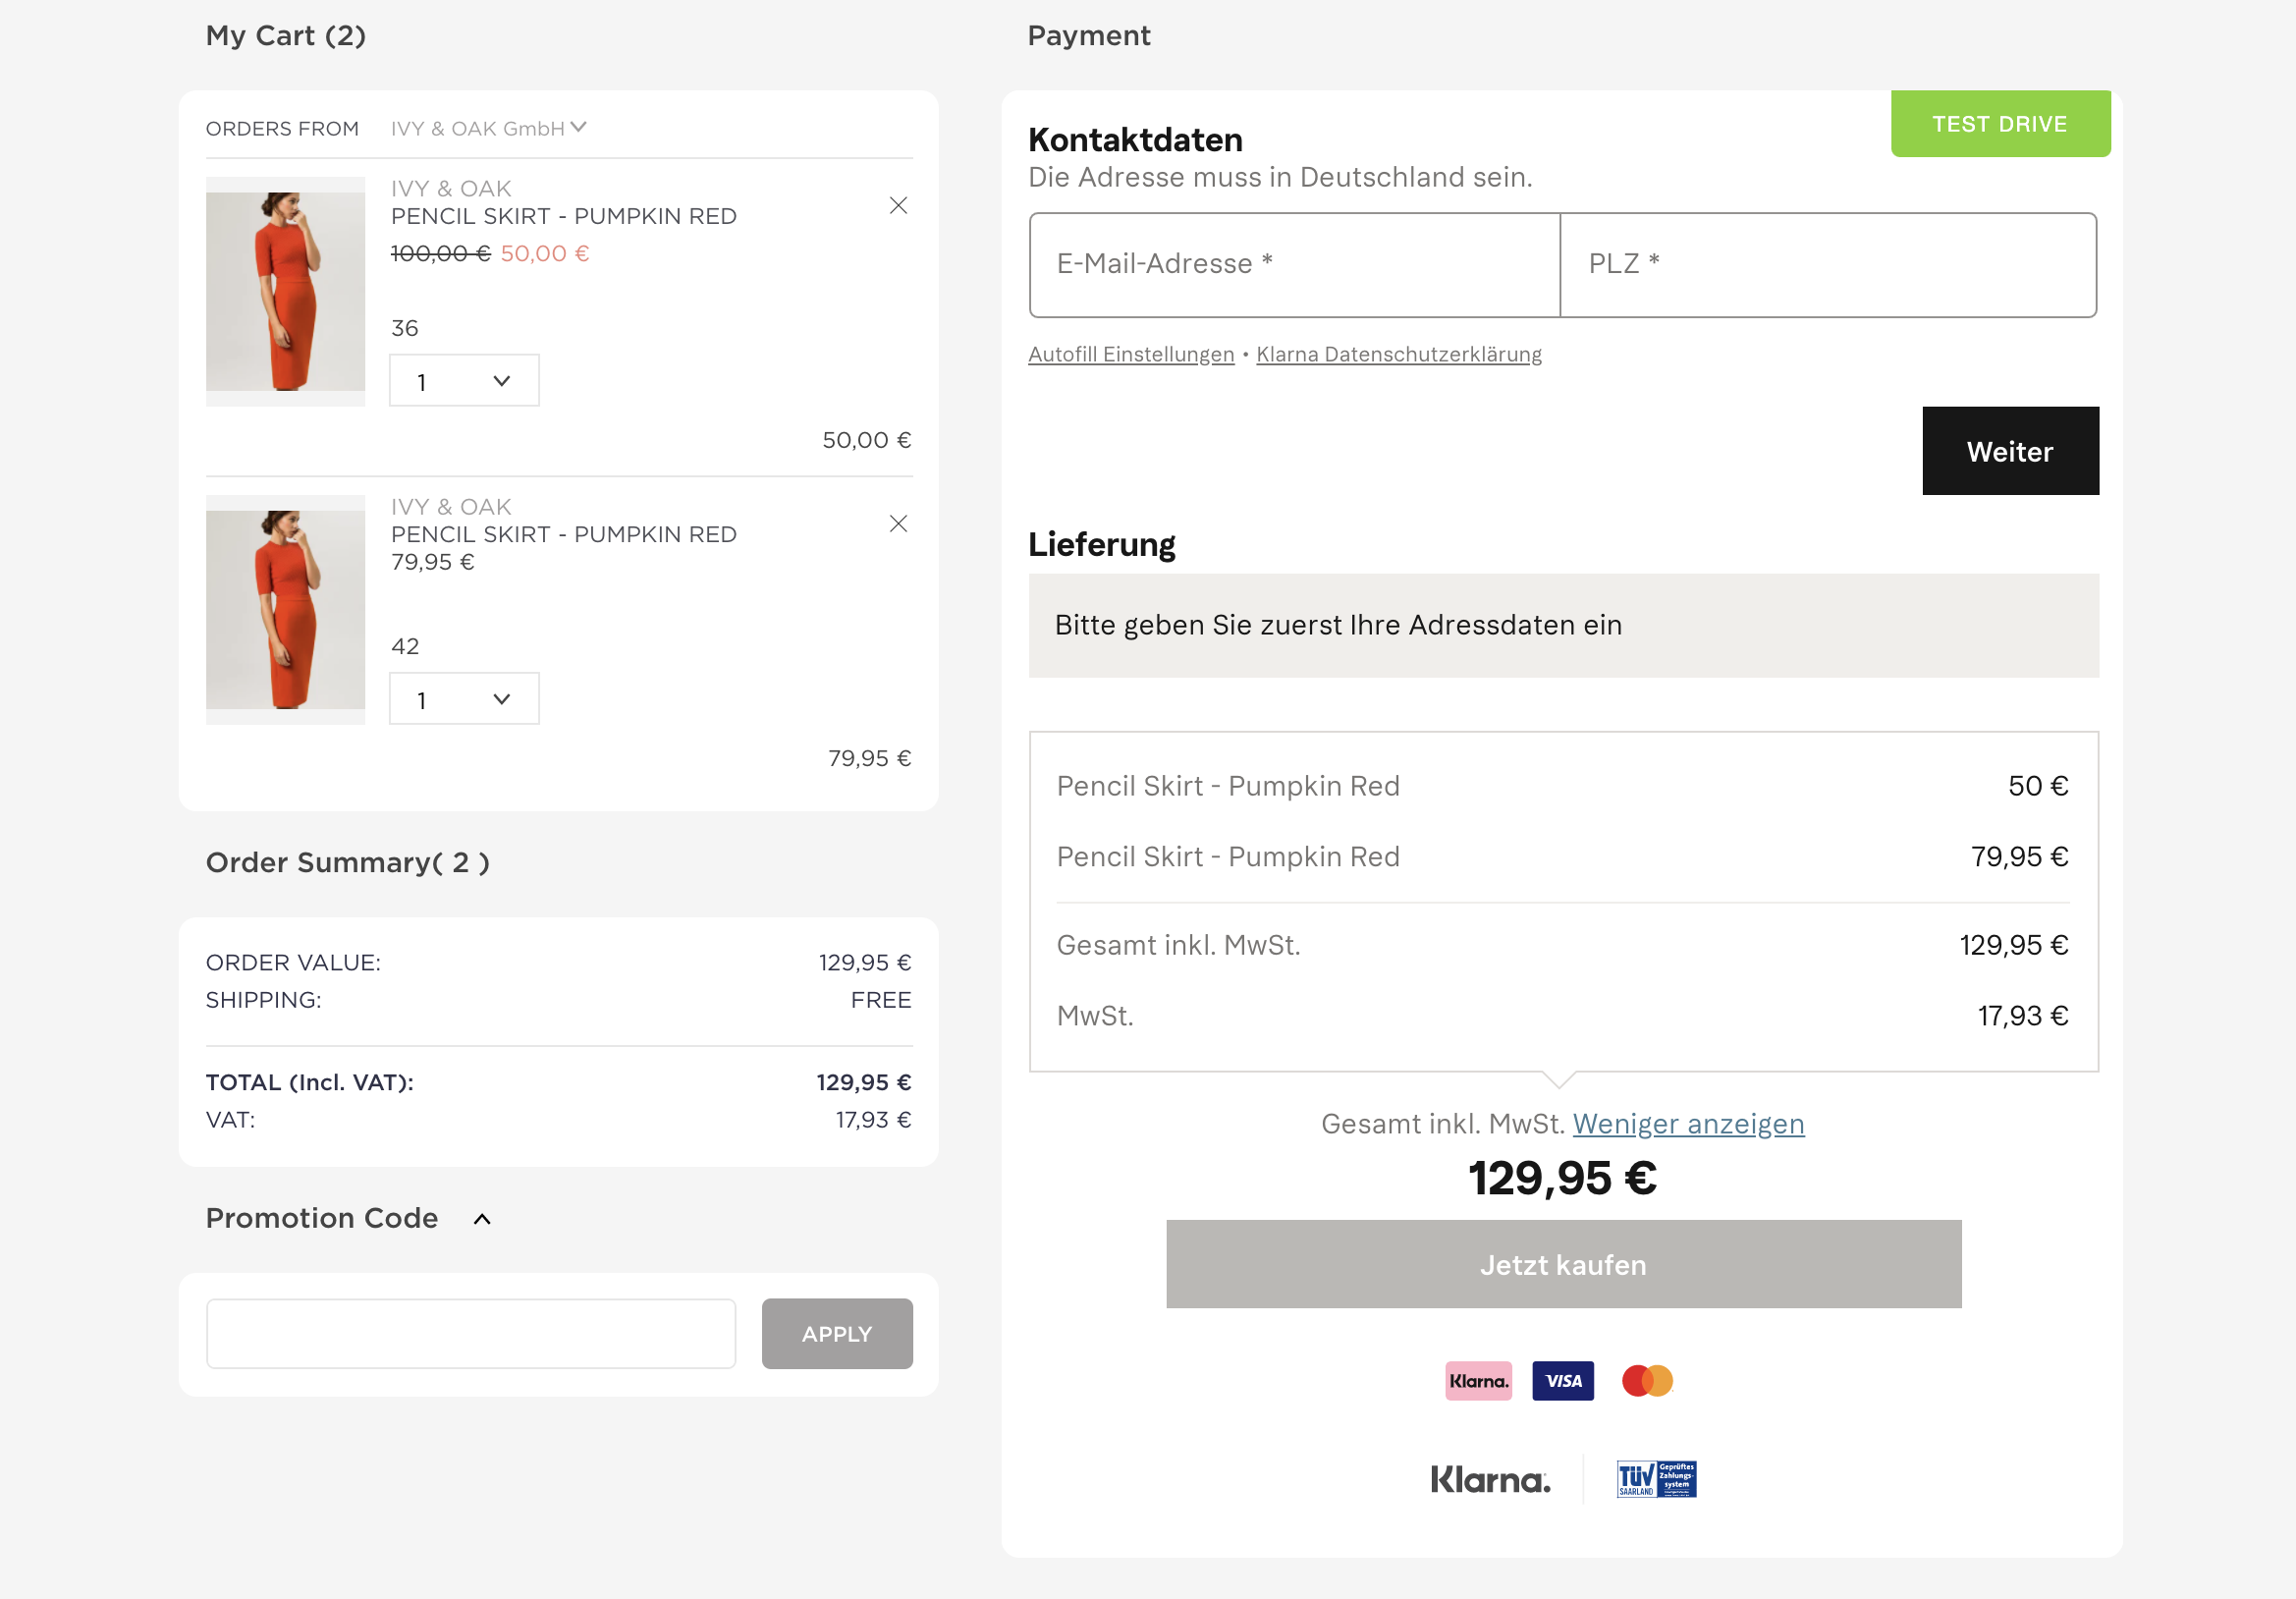 My Cart (2)
ORDERS FROM IVY & OAK GmbH
IVY & OAK
PENCIL SKIRT - PUMPKIN RED
100,00 € 50,00 €
36
1
50,00 €
IVY & OAK
PENCIL SKIRT - PUMPKIN RED
79,95 €
42
1
79,95 €
Order Summary( 2 )
ORDER VALUE: 129,95 €
SHIPPING: FREE
TOTAL (Incl. VAT): 129,95 €
VAT: 17,93 €
Promotion Code
APPLY
Payment
TEST DRIVE
Kontaktdaten
Die Adresse muss in Deutschland sein.
E-Mail-Adresse * PLZ *
Autofill Einstellungen • Klarna Datenschutzerklärung
Weiter
Lieferung
Bitte geben Sie zuerst Ihre Adressdaten ein
Pencil Skirt - Pumpkin Red 50 €
Pencil Skirt - Pumpkin Red 79,95 €
Gesamt inkl. MwSt. 129,95 €
MwSt. 17,93 €
Gesamt inkl. MwSt. Weniger anzeigen
129,95 €
Jetzt kaufen
Klarna. VISA
Klarna.
TÜV
SAARLAND
Geprüftes
Zahlungs-
system